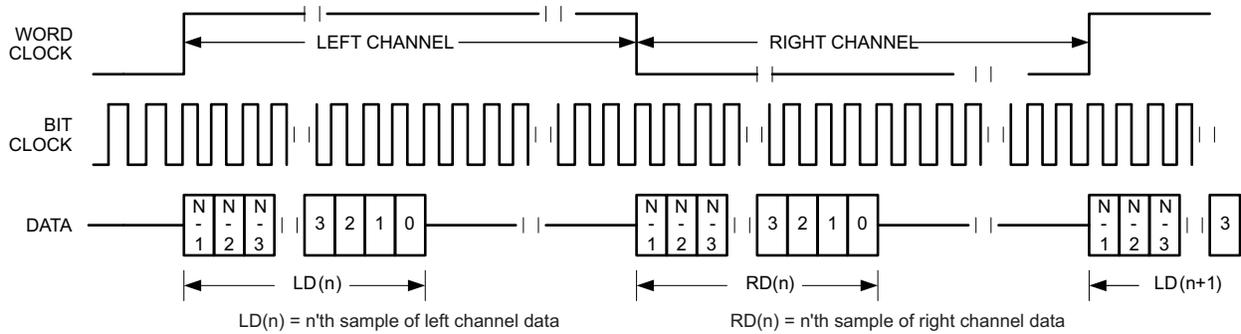 WORD
CLOCK
LEFT CHANNEL
RIGHT CHANNEL
BIT
CLOCK
DATA
N-1 N-2 N-3 3 2 1 0 N-1 N-2 N-3 3 2 1 0 N-1 N-2 N-3 3
LD(n) RD(n) LD(n+1)
LD(n) = n'th sample of left channel data
RD(n) = n'th sample of right channel data